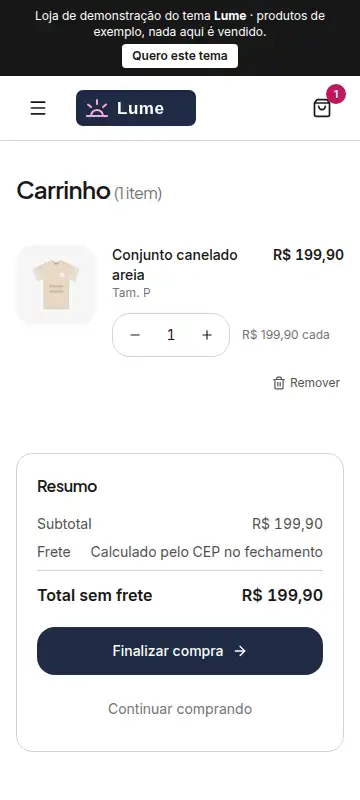 Loja de demonstração do tema Lume · produtos de
exemplo, nada aqui é vendido.
Quero este tema
Lume
1
Carrinho (1 item)
Conjunto canelado
areia
R$ 199,90
Tam. P
1
R$ 199,90 cada
Remover
Resumo
Subtotal R$ 199,90
Frete Calculado pelo CEP no fechamento
Total sem frete R$ 199,90
Finalizar compra
Continuar comprando